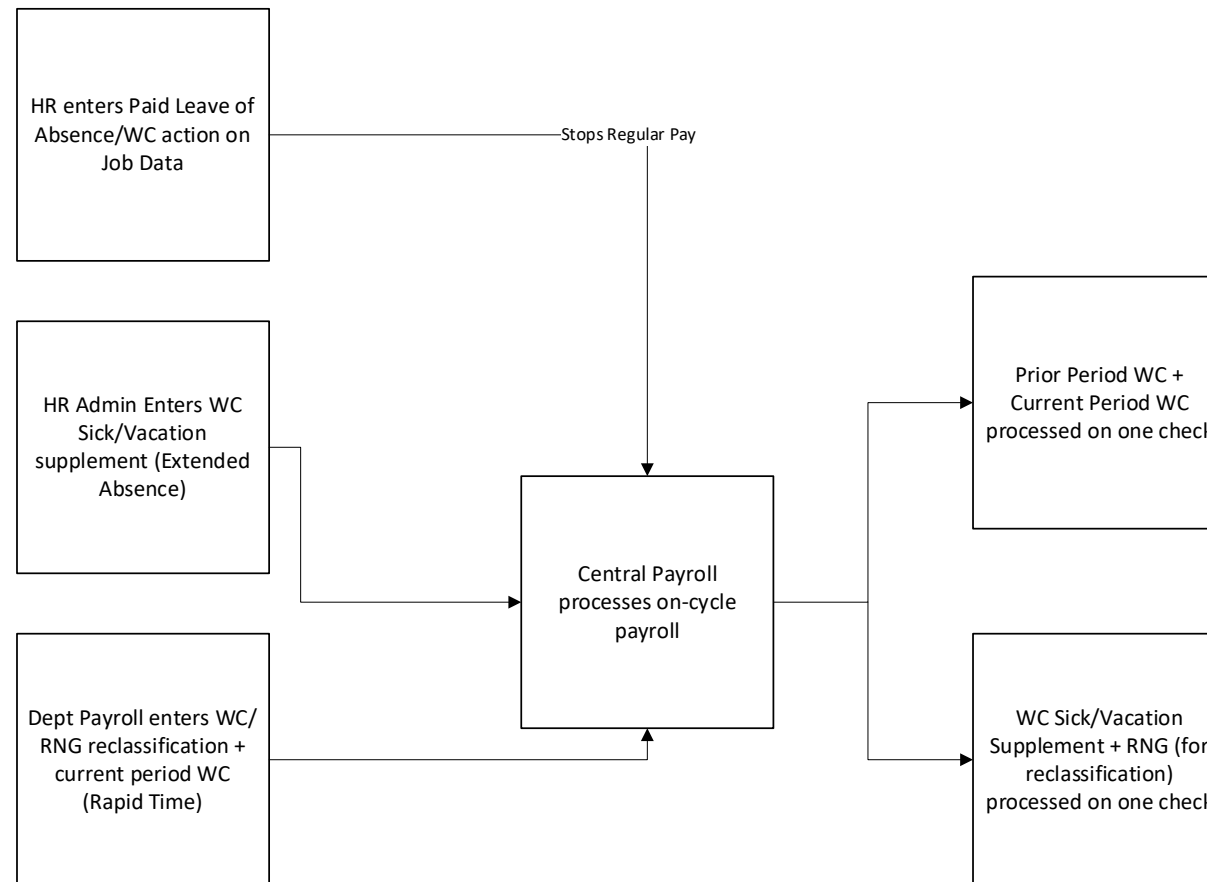 HR enters Paid Leave of
Absence/WC action on
Job Data
Stops Regular Pay
HR Admin Enters WC
Sick/Vacation
supplement (Extended
Absence)
Dept Payroll enters WC/
RNG reclassification +
current period WC
(Rapid Time)
Central Payroll
processes on-cycle
payroll
Prior Period WC +
Current Period WC
processed on one check
WC Sick/Vacation
Supplement + RNG (for
reclassification)
processed on one check